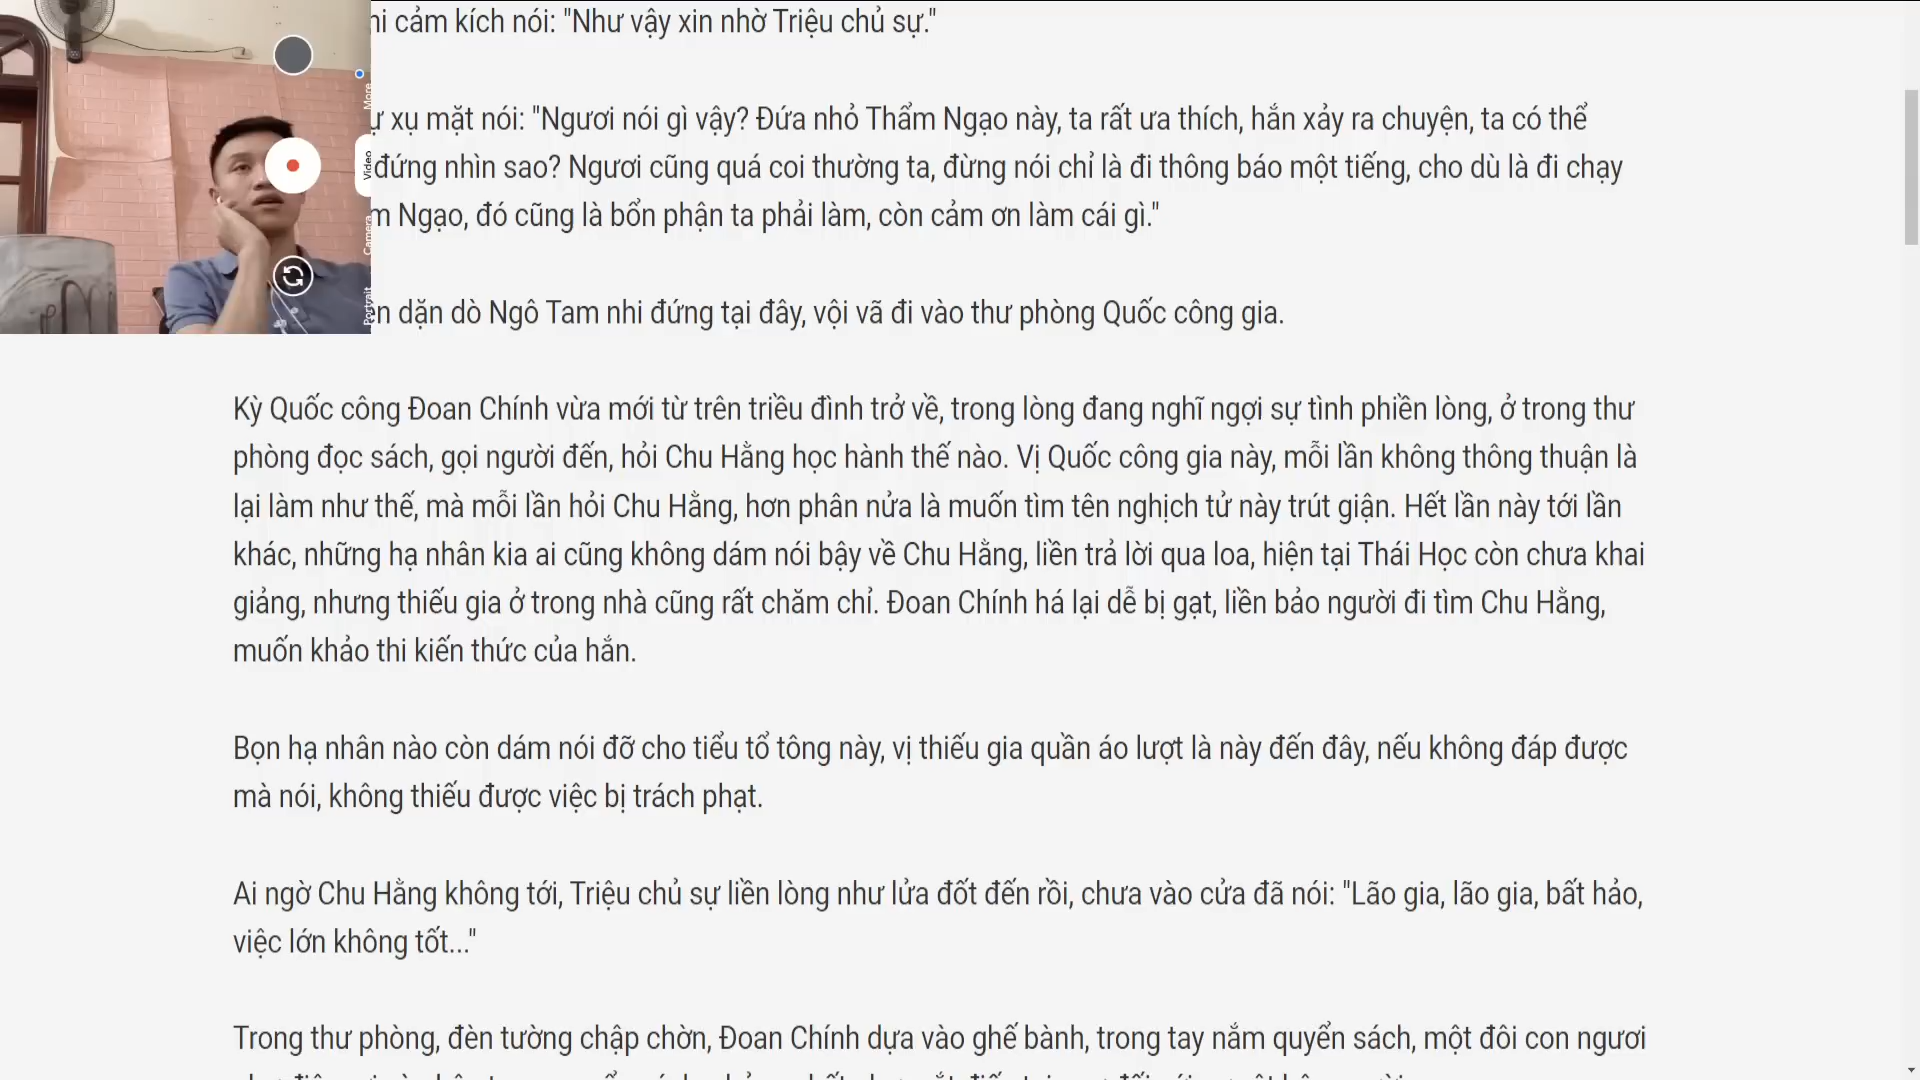 hi cảm kích nói: "Như vậy xin nhờ Triệu chủ sự."
ự xụ mặt nói: "Ngươi nói gì vậy? Đứa nhỏ Thẩm Ngạo này, ta rất ưa thích, hắn xảy ra chuyện, ta có thể
đứng nhìn sao? Ngươi cũng quá coi thường ta, đừng nói chỉ là đi thông báo một tiếng, cho dù là đi chạy
m Ngạo, đó cũng là bổn phận ta phải làm, còn cảm ơn làm cái gì."
n dặn dò Ngô Tam nhi đứng tại đây, vội vã đi vào thư phòng Quốc công gia.
More
Video
Camera
Portrait
Kỳ Quốc công Đoan Chính vừa mới từ trên triều đình trở về, trong lòng đang nghĩ ngợi sự tình phiền lòng, ở trong thư
phòng đọc sách, gọi người đến, hỏi Chu Hằng học hành thế nào. Vị Quốc công gia này, mỗi lần không thông thuận là
lại làm như thế, mà mỗi lần hỏi Chu Hằng, hơn phân nửa là muốn tìm tên nghịch tử này trút giận. Hết lần này tới lần
khác, những hạ nhân kia ai cũng không dám nói bậy về Chu Hằng, liền trả lời qua loa, hiện tại Thái Học còn chưa khai
giảng, nhưng thiếu gia ở trong nhà cũng rất chăm chỉ. Đoan Chính há lại dễ bị gạt, liền bảo người đi tìm Chu Hằng,
muốn khảo thi kiến thức của hắn.
Bọn hạ nhân nào còn dám nói đỡ cho tiểu tổ tông này, vị thiếu gia quần áo lượt là này đến đây, nếu không đáp được
mà nói, không thiếu được việc bị trách phạt.
Ai ngờ Chu Hằng không tới, Triệu chủ sự liền lòng như lửa đốt đến rồi, chưa vào cửa đã nói: "Lão gia, lão gia, bất hảo,
việc lớn không tốt..."
Trong thư phòng, đèn tường chập chờn, Đoan Chính dựa vào ghế bành, trong tay nắm quyển sách, một đôi con ngươi